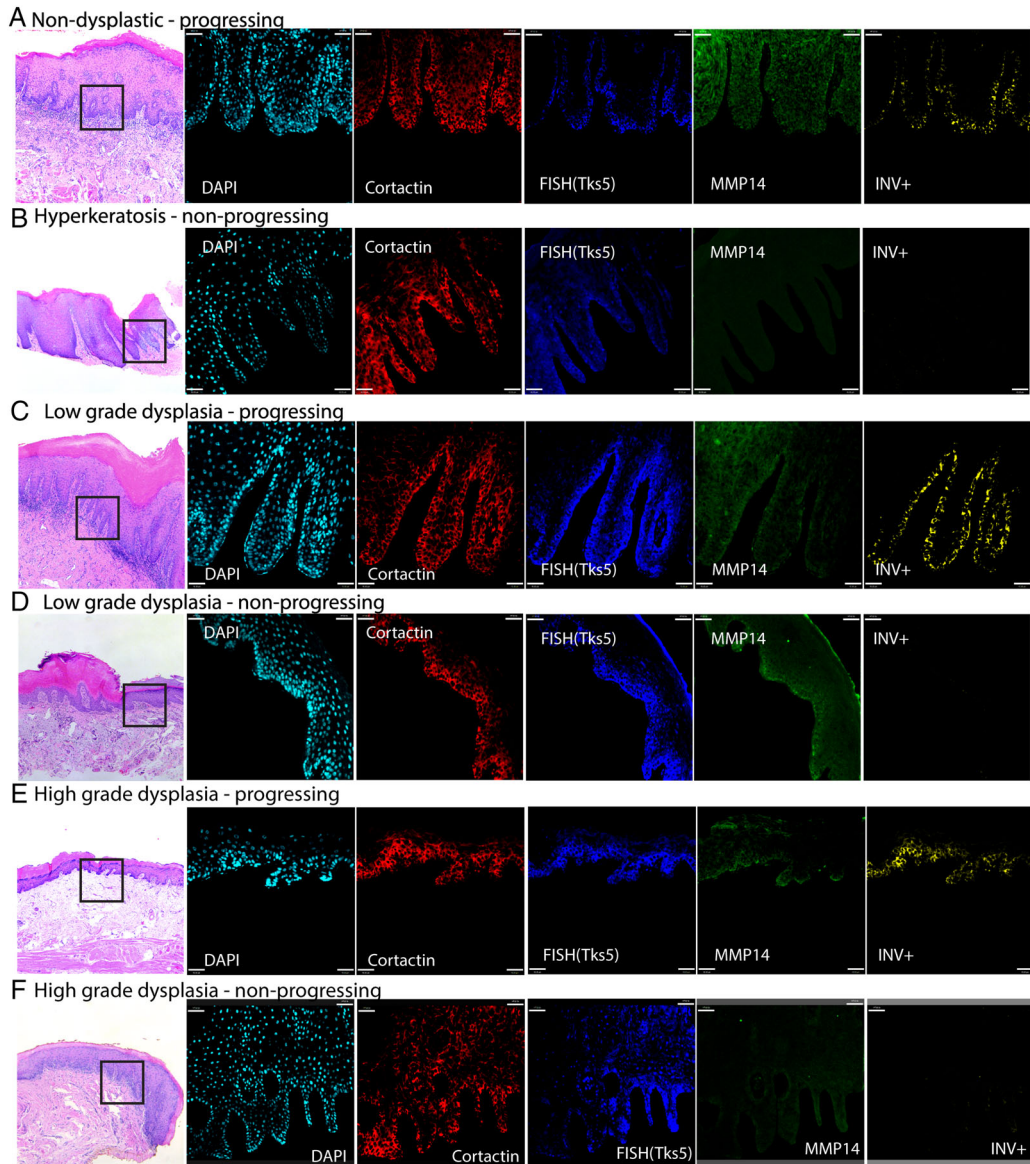 A Non-dysplastic - progressing
DAPI Cortactin FISH(Tks5) MMP14 INV+
B Hyperkeratosis - non-progressing
DAPI Cortactin FISH(Tks5) MMP14 INV+
C Low grade dysplasia - progressing
DAPI Cortactin FISH(Tks5) MMP14 INV+
D Low grade dysplasia - non-progressing
DAPI Cortactin FISH(Tks5) MMP14 INV+
E High grade dysplasia - progressing
DAPI Cortactin FISH(Tks5) MMP14 INV+
F High grade dysplasia - non-progressing
DAPI Cortactin FISH(Tks5) MMP14 INV+